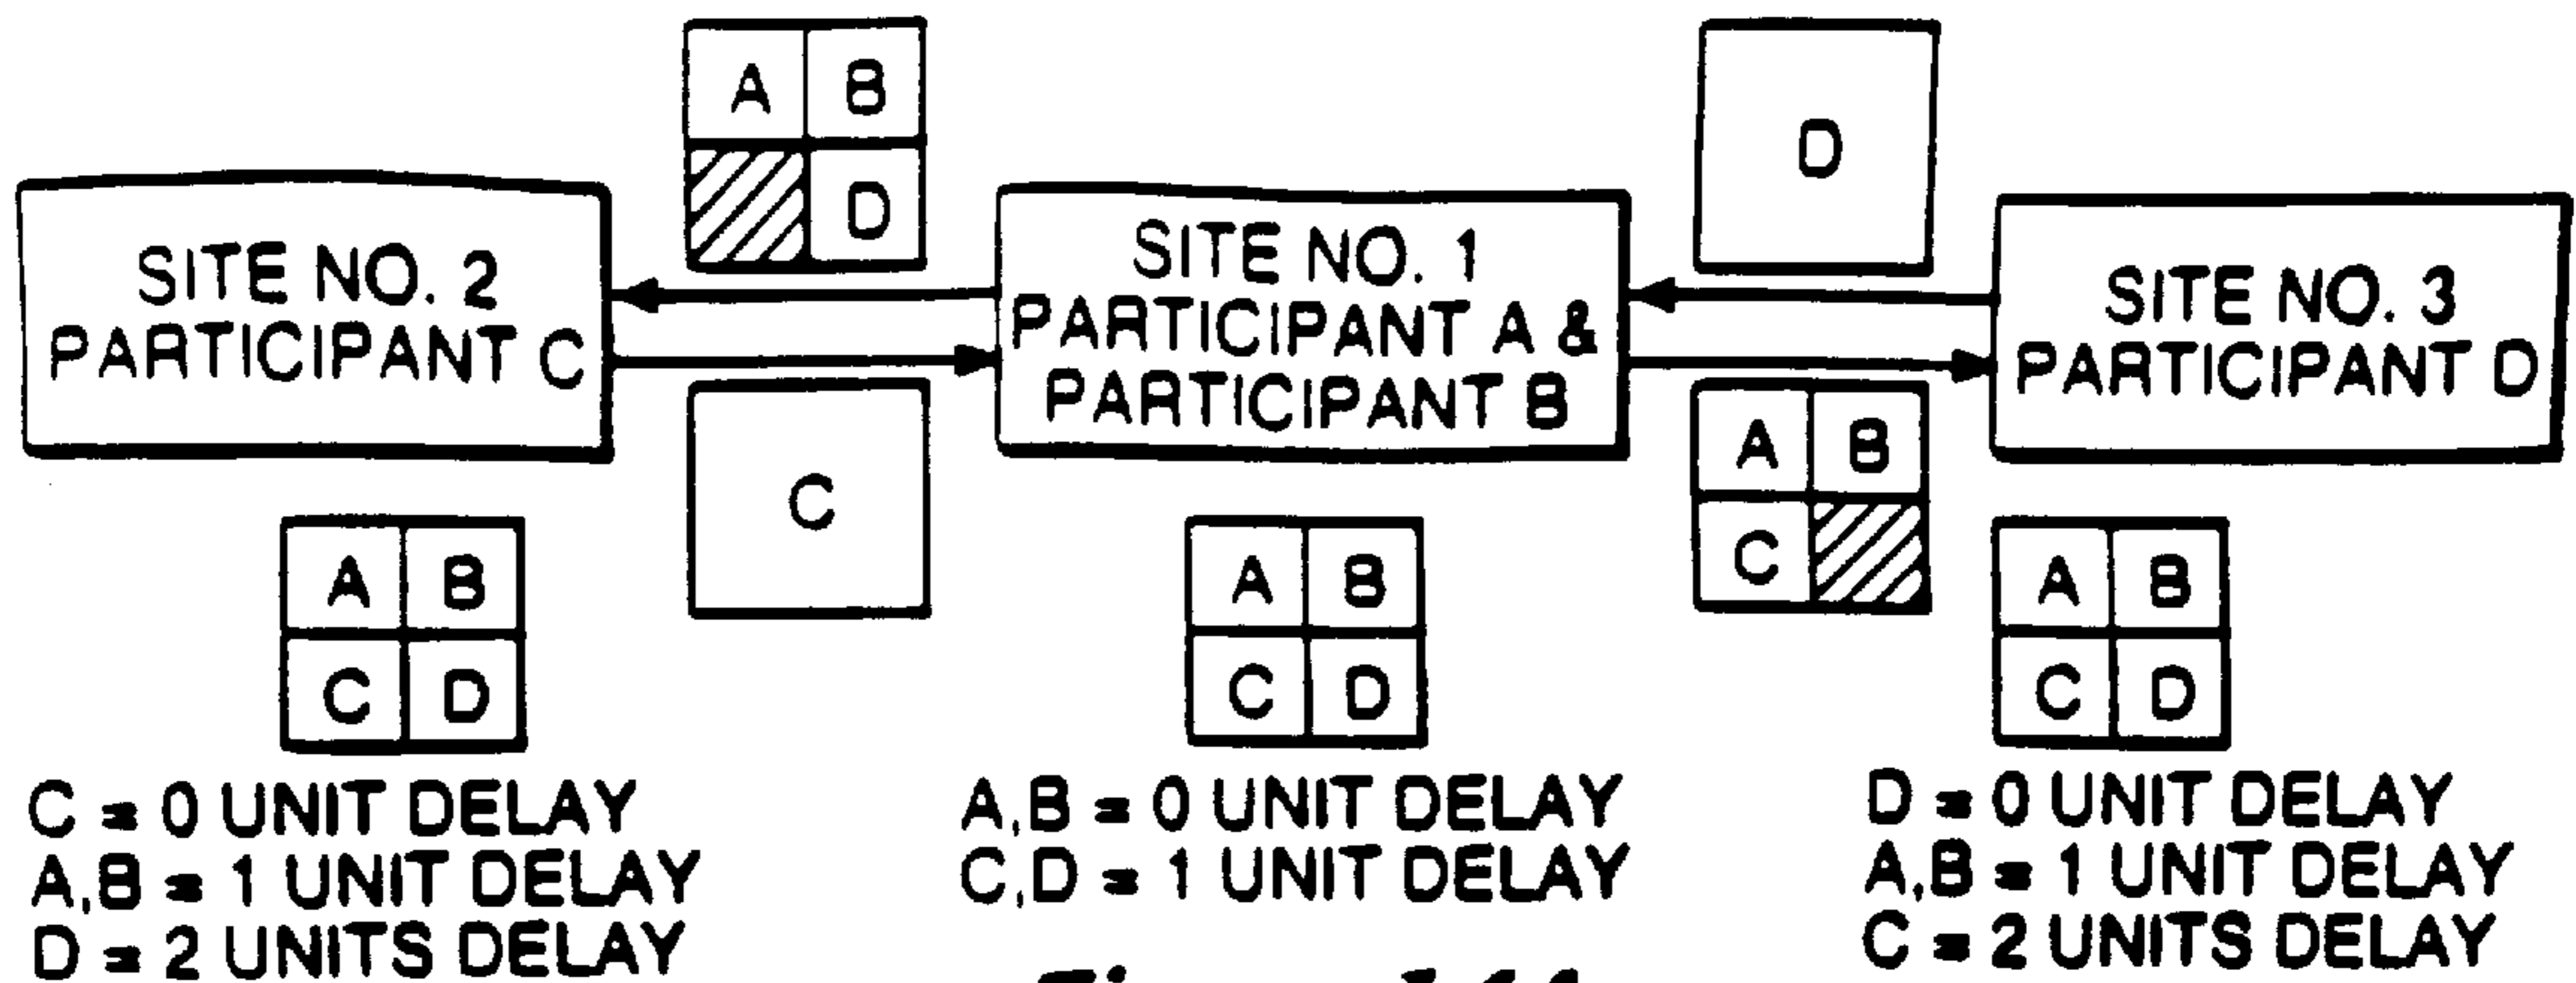 A B
D
D
SITE NO. 2
PARTICIPANT C
SITE NO. 1
PARTICIPANT A &
PARTICIPANT B
SITE NO. 3
PARTICIPANT D
C
A B
C
A B
C D
A B
C D
A B
C D
C = 0 UNIT DELAY
A,B = 1 UNIT DELAY
D = 2 UNITS DELAY
A,B = 0 UNIT DELAY
C,D = 1 UNIT DELAY
D = 0 UNIT DELAY
A,B = 1 UNIT DELAY
C = 2 UNITS DELAY